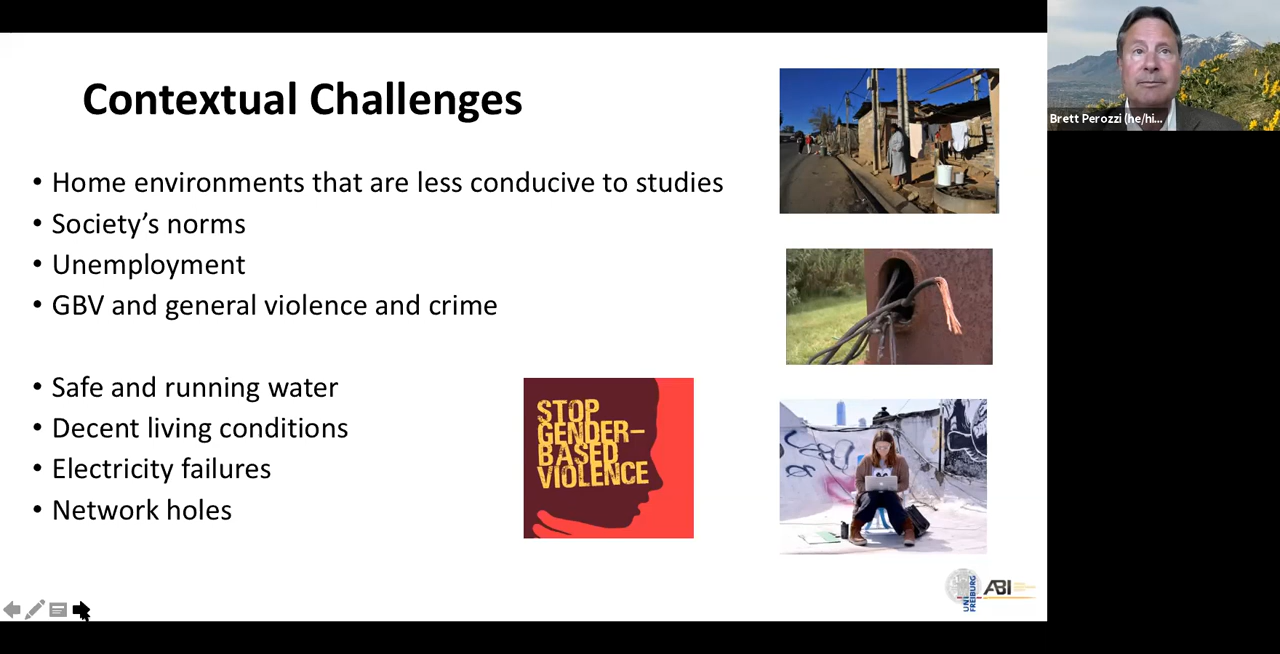 Contextual Challenges
• Home environments that are less conducive to studies
• Society’s norms
• Unemployment
• GBV and general violence and crime
• Safe and running water
• Decent living conditions
• Electricity failures
• Network holes
STOP
GENDER–
BASED
VIOLENCE
UNI
FREIBURG
ABI
Brett Perozzi (he/hi...